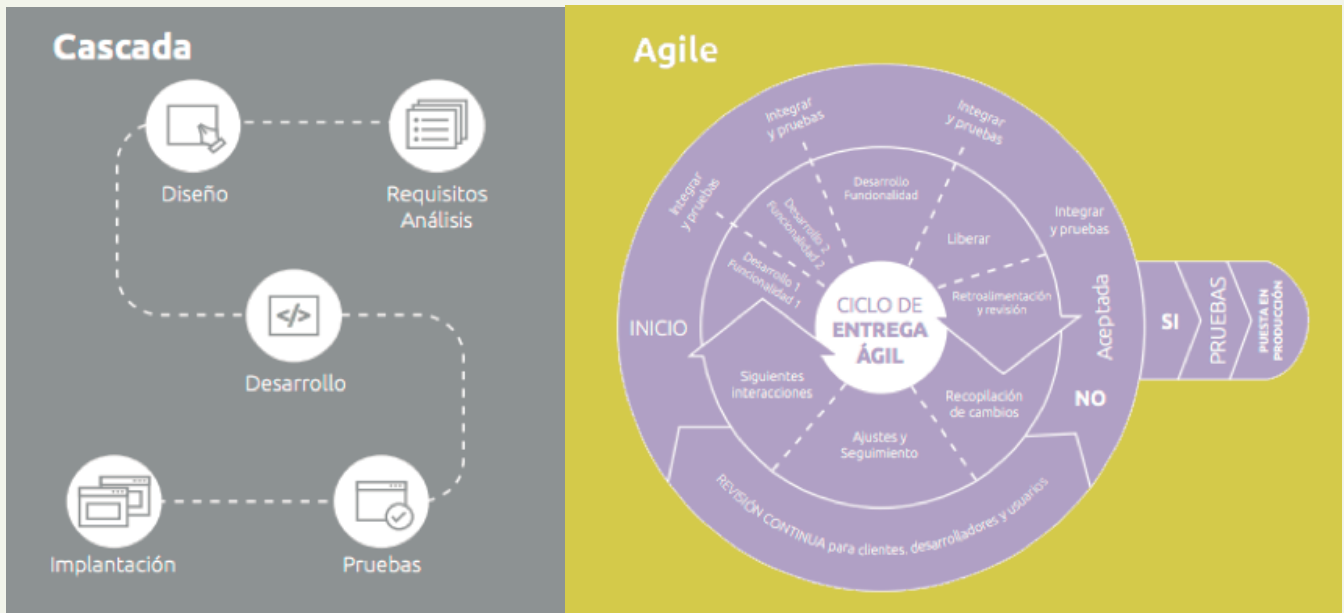 Cascada
Diseño
Requisitos
Análisis
</>
Desarrollo
Implantación
Pruebas
Agile
INICIO
Integrar
y pruebas
Integrar
y pruebas
Integrar
y pruebas
Integrar
y pruebas
Desarrollo 1
Funcionalidad 1
Desarrollo 2
Funcionalidad 2
Desarrollo
Funcionalidad
Liberar
Retroalimentación
y revisión
CICLO DE
ENTREGA
ÁGIL
Aceptada
SI
PRUEBAS
PUESTA EN
PRODUCCIÓN
NO
Recopilación
de cambios
Ajustes y
Seguimiento
Siguientes
interacciones
REVISIÓN CONTINUA para clientes, desarrolladores y usuarios